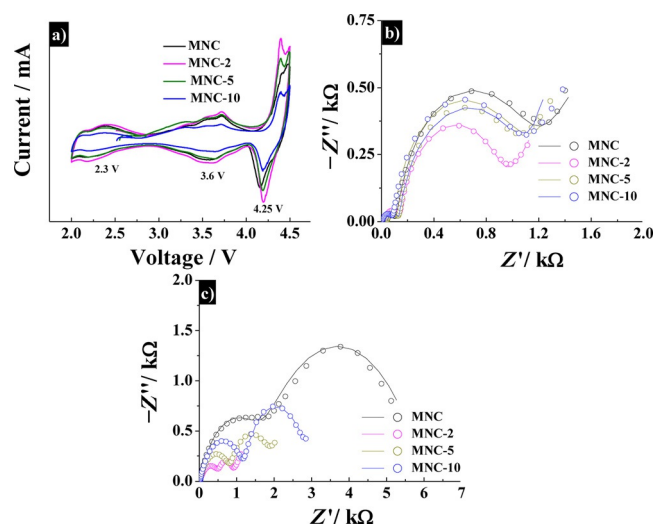 a)
Current / mA
MNC
MNC-2
MNC-5
MNC-10
2.3 V
3.6 V
4.25 V
2.0 2.5 3.0 3.5 4.0 4.5
Voltage / V
b)
−Z''/ kΩ
0.75
0.50
0.25
0.00
MNC
MNC-2
MNC-5
MNC-10
0.0 0.4 0.8 1.2 1.6 2.0
Z'/ kΩ
c)
−Z''/ kΩ
2.0
1.5
1.0
0.5
0.0
MNC
MNC-2
MNC-5
MNC-10
0 1 2 3 4 5 6 7
Z'/ kΩ